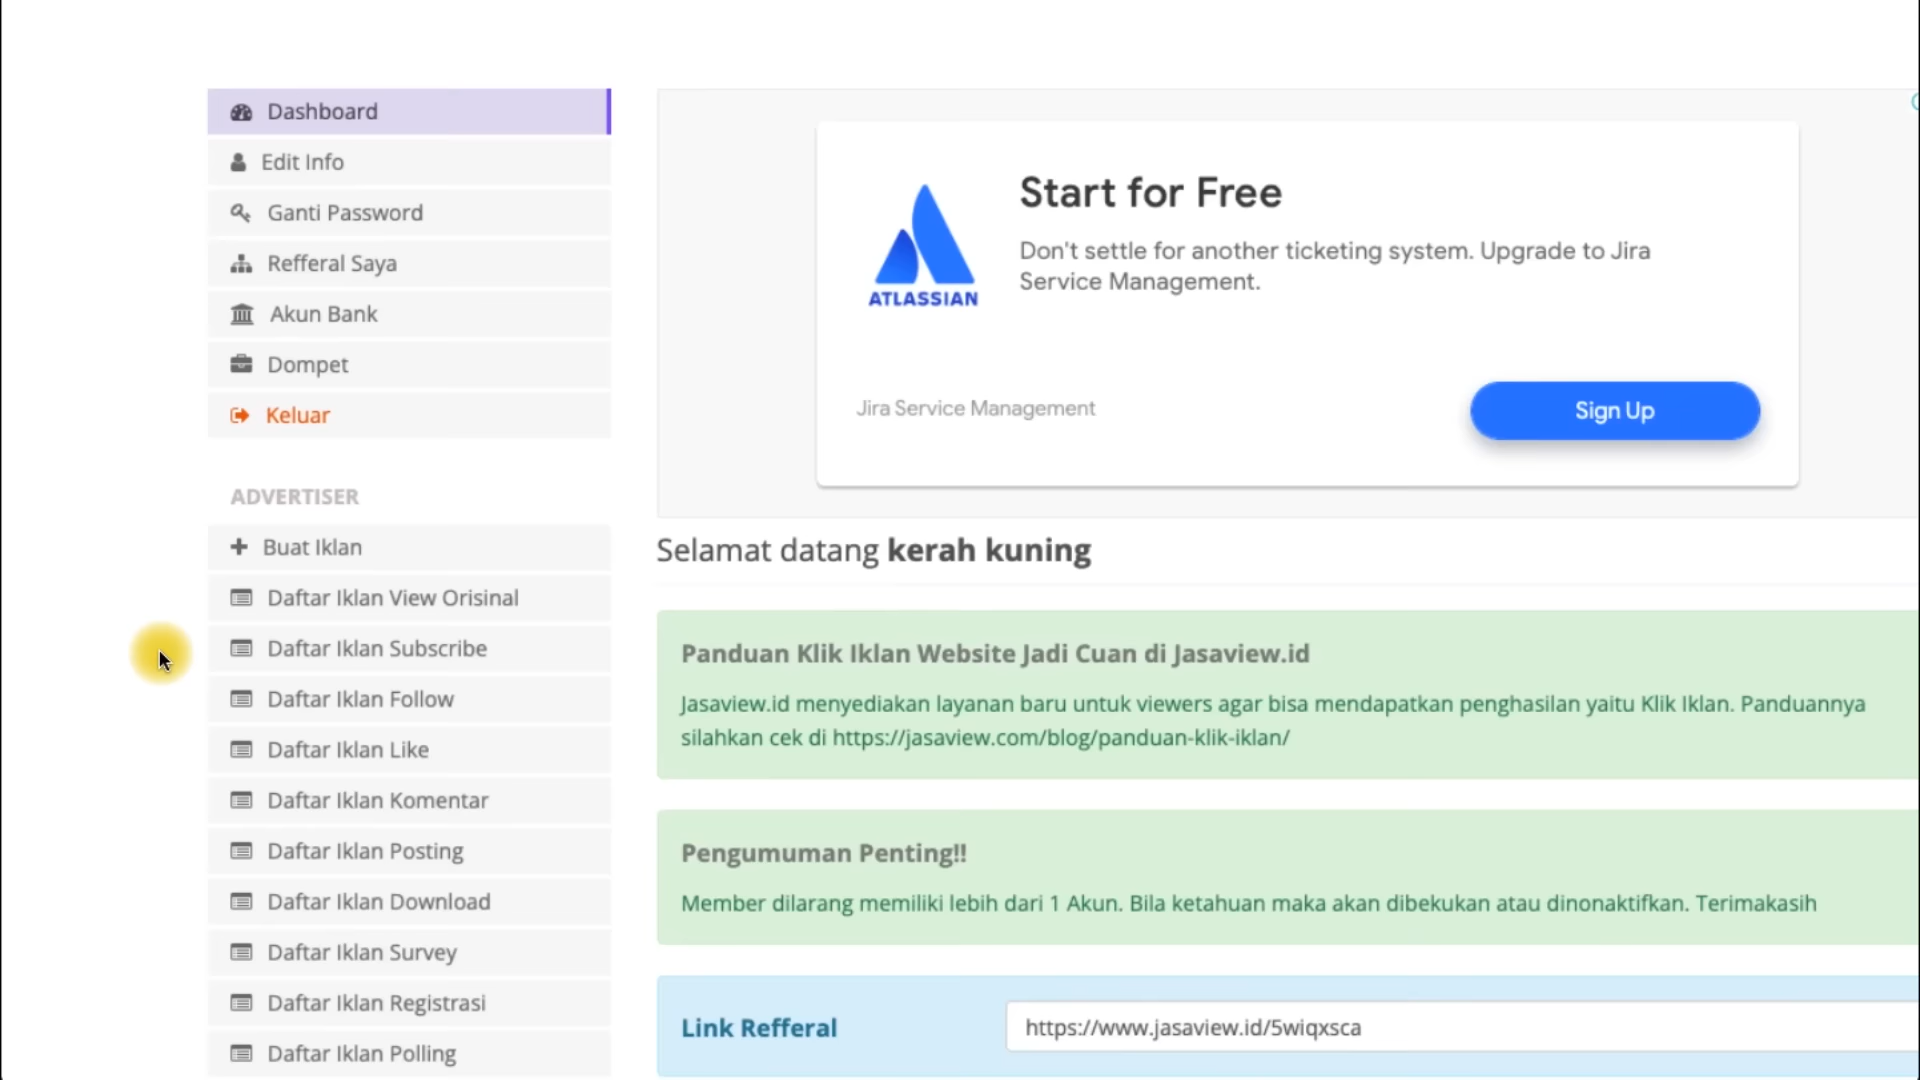 Dashboard
Edit Info
Ganti Password
Refferal Saya
Akun Bank
Dompet
Keluar
ADVERTISER
Buat Iklan
Daftar Iklan View Orisinal
Daftar Iklan Subscribe
Daftar Iklan Follow
Daftar Iklan Like
Daftar Iklan Komentar
Daftar Iklan Posting
Daftar Iklan Download
Daftar Iklan Survey
Daftar Iklan Registrasi
Daftar Iklan Polling
ATLASSIAN
Start for Free
Don't settle for another ticketing system. Upgrade to Jira
Service Management.
Jira Service Management
Sign Up
Selamat datang kerah kuning
Panduan Klik Iklan Website Jadi Cuan di Jasaview.id
Jasaview.id menyediakan layanan baru untuk viewers agar bisa mendapatkan penghasilan yaitu Klik Iklan. Panduannya
silahkan cek di https://jasaview.com/blog/panduan-klik-iklan/
Pengumuman Penting!!
Member dilarang memiliki lebih dari 1 Akun. Bila ketahuan maka akan dibekukan atau dinonaktifkan. Terimakasih
Link Refferal
https://www.jasaview.id/5wiqxsca